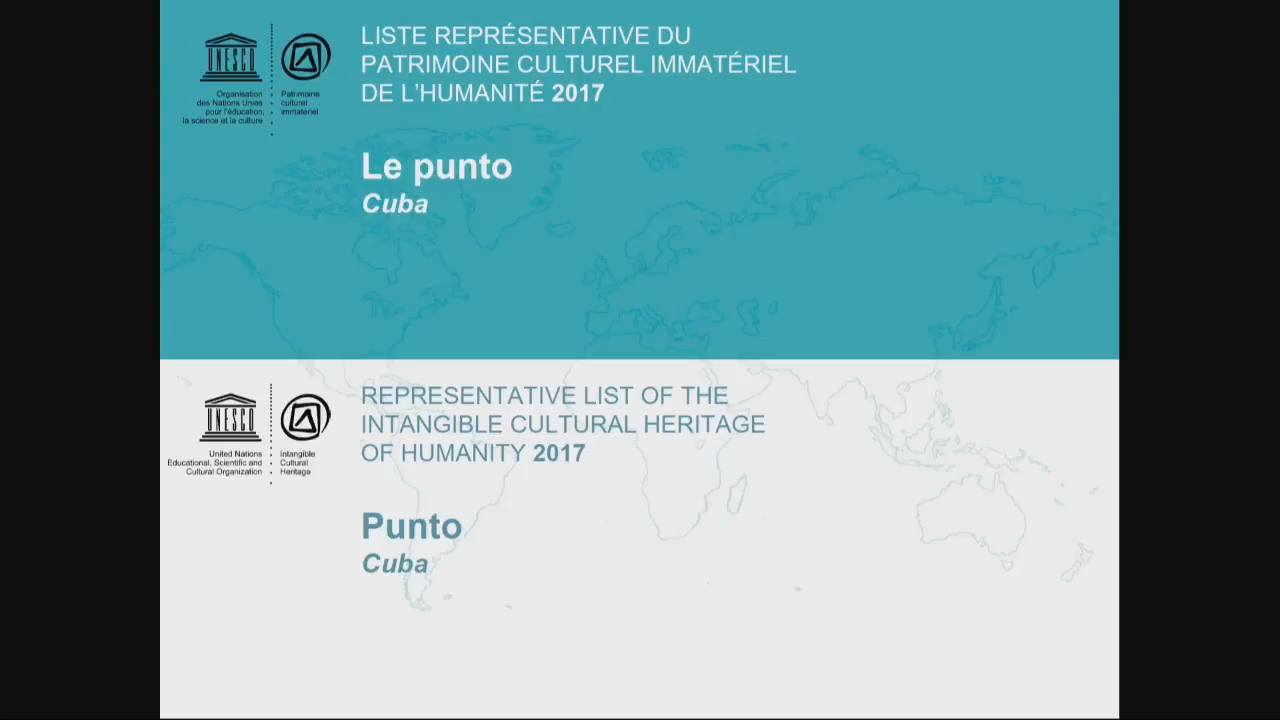 UNESCO
Organisation
des Nations Unies
pour l'éducation,
la science et la culture
Patrimoine
culturel
immatériel
LISTE REPRÉSENTATIVE DU
PATRIMOINE CULTUREL IMMATÉRIEL
DE L'HUMANITÉ 2017
Le punto
Cuba
UNESCO
United Nations
Educational, Scientific and
Cultural Organization
Intangible
Cultural
Heritage
REPRESENTATIVE LIST OF THE
INTANGIBLE CULTURAL HERITAGE
OF HUMANITY 2017
Punto
Cuba